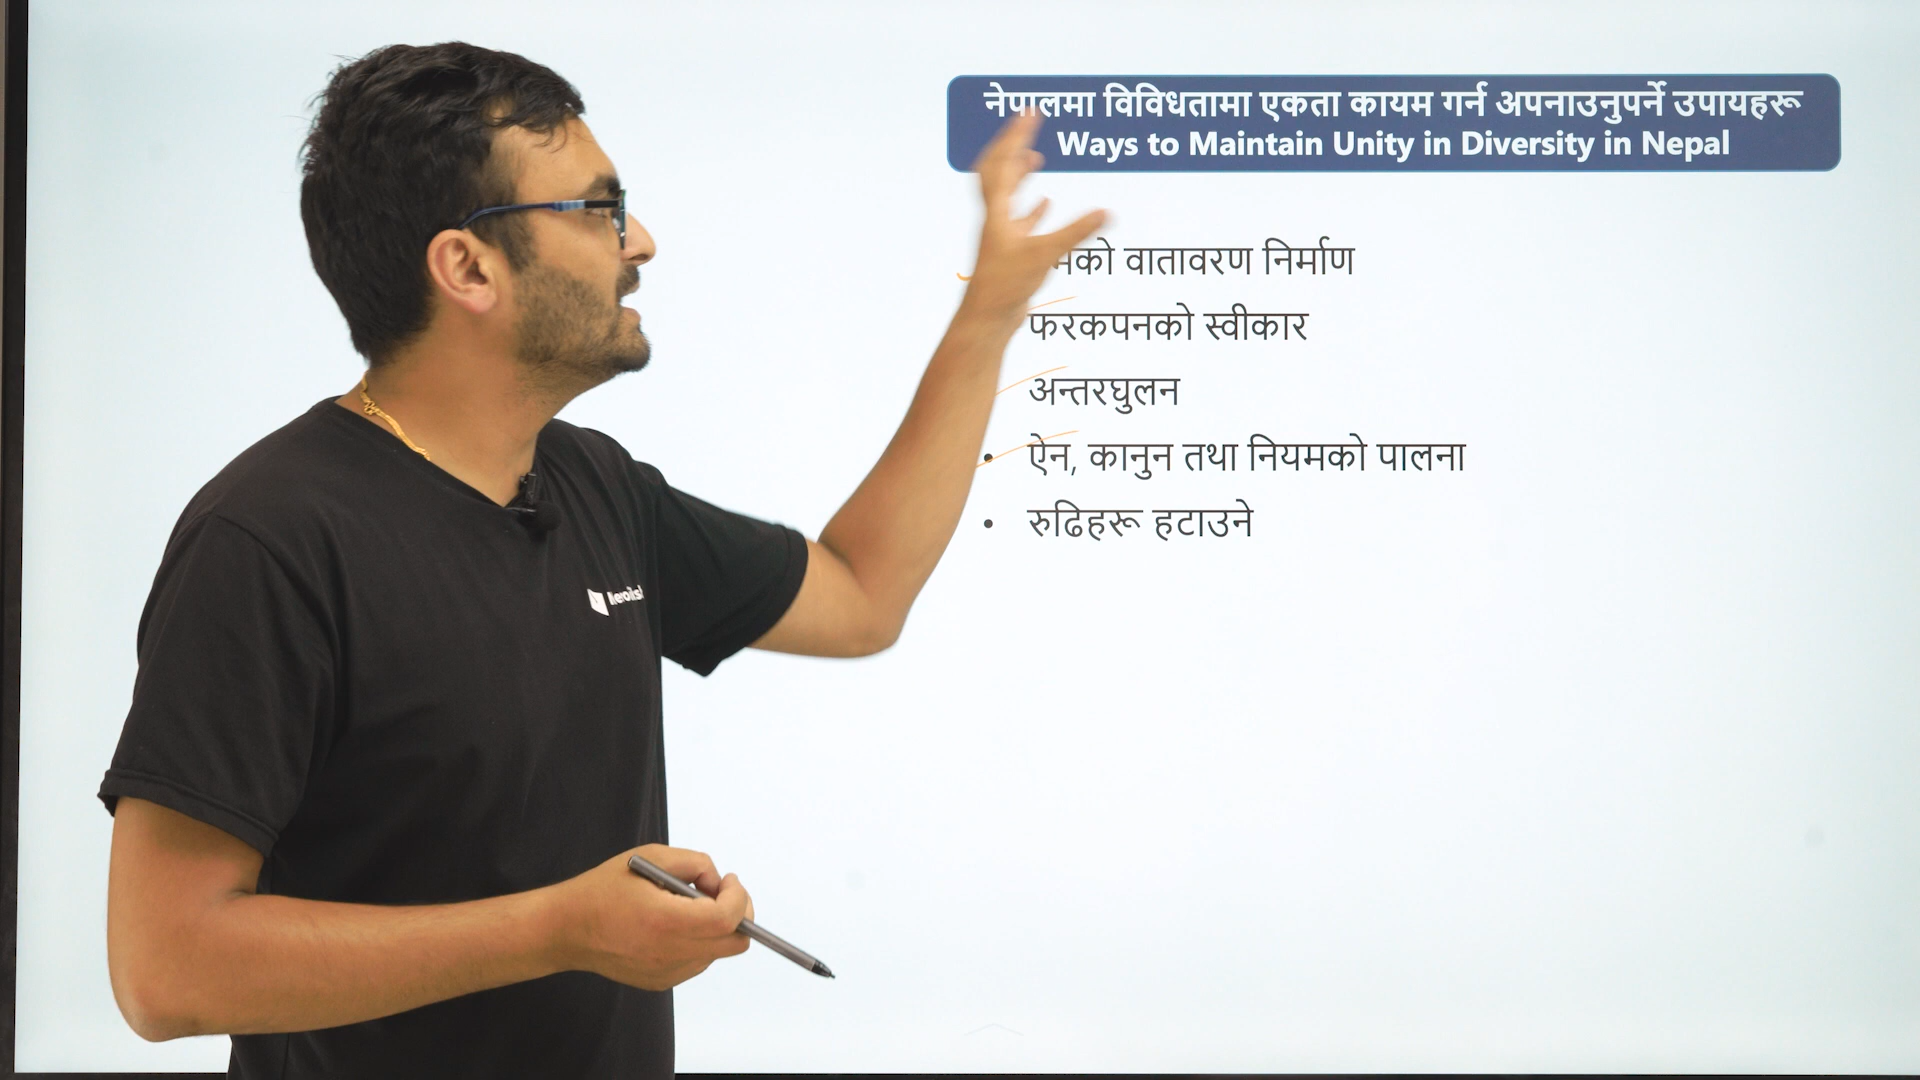 नेपालमा विविधतामा एकता कायम गर्न अपनाउनुपर्ने उपायहरू
Ways to Maintain Unity in Diversity in Nepal
वातावरण निर्माण
फरकपनको स्वीकार
अन्तरघुलन
• ऐन, कानुन तथा नियमको पालना
• रुढिहरू हटाउने